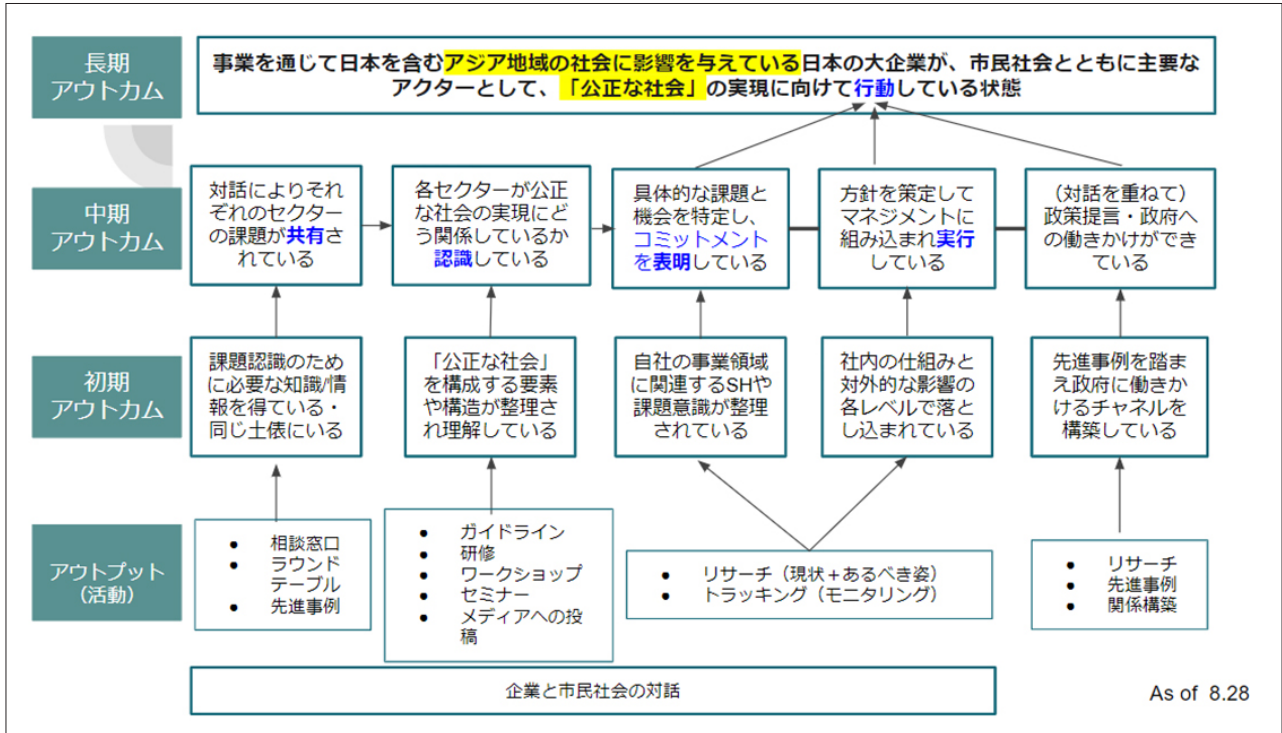 長期
アウトカム
事業を通じて日本を含むアジア地域の社会に影響を与えている日本の大企業が、市民社会とともに主要な
アクターとして、「公正な社会」の実現に向けて行動している状態
中期
アウトカム
対話によりそれ
ぞれのセクター
の課題が共有さ
れている
各セクターが公正
な社会の実現にど
う関係しているか
認識している
具体的な課題と
機会を特定し、
コミットメント
を表明している
方針を策定して
マネジメントに
組み込まれ実行
している
（対話を重ねて）
政策提言・政府へ
の働きかけができ
ている
初期
アウトカム
課題認識のため
に必要な知識/情
報を得ている・
同じ土俵にいる
「公正な社会」
を構成する要素
や構造が整理さ
れ理解している
自社の事業領域
に関連するSHや
課題意識が整理
されている
社内の仕組みと
対外的な影響の
各レベルで落と
し込まれている
先進事例を踏ま
え政府に働きか
けるチャネルを
構築している
アウトプット
（活動）
● 相談窓口
● ラウンド
テーブル
● 先進事例
● ガイドライン
● 研修
● ワークショップ
● セミナー
● メディアへの投
稿
● リサーチ（現状＋あるべき姿）
● トラッキング（モニタリング）
● リサーチ
● 先進事例
● 関係構築
企業と市民社会の対話
As of 8.28